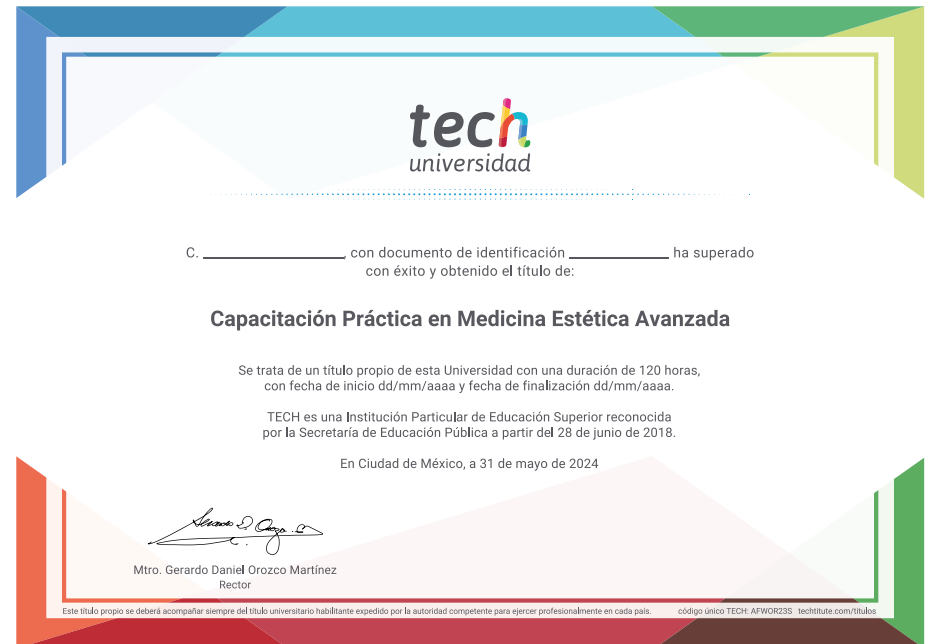 tech
universidad
C. ____________, con documento de identificación ____________ ha superado
con éxito y obtenido el título de:
Capacitación Práctica en Medicina Estética Avanzada
Se trata de un título propio de esta Universidad con una duración de 120 horas,
con fecha de inicio dd/mm/aaaa y fecha de finalización dd/mm/aaaa.
TECH es una Institución Particular de Educación Superior reconocida
por la Secretaría de Educación Pública a partir del 28 de junio de 2018.
En Ciudad de México, a 31 de mayo de 2024
Mtro. Gerardo Daniel Orozco Martínez
Rector
Este título propio se deberá acompañar siempre del título universitario habilitante expedido por la autoridad competente para ejercer profesionalmente en cada país. código único TECH: AFWOR23S techtitute.com/titulos